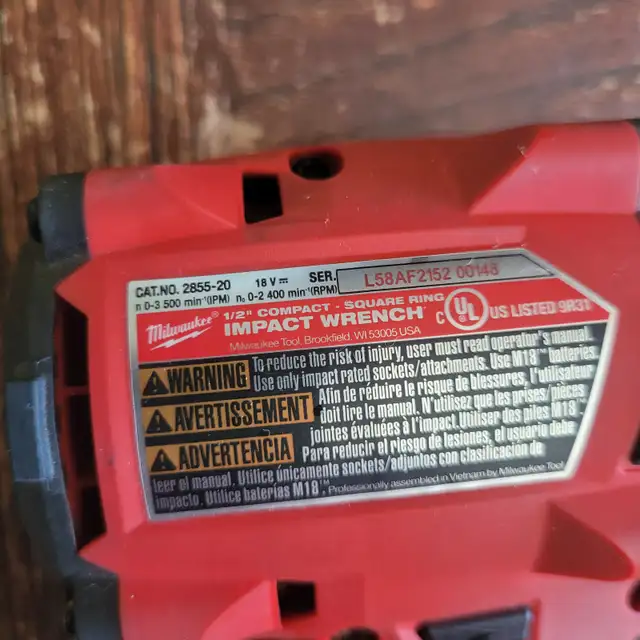 CAT.NO. 2855-20 18 V ⎓ SER. L58AF2152 00148
n 0-3 500 min⁻¹(IPM) n₀ 0-2 400 min⁻¹(RPM)
Milwaukee® 1/2" COMPACT - SQUARE RING
IMPACT WRENCH C UL US LISTED 9R31
Milwaukee Tool, Brookfield, WI 53005 USA
WARNING To reduce the risk of injury, user must read operator's manual.
Use only impact rated sockets/attachments. Use M18™ batteries.
AVERTISSEMENT Afin de réduire le risque de blessures, l'utilisateur
doit lire le manual. N'utilisez que les prises/pièces
jointes évaluées à l'impact. Utiliser des piles M18™.
ADVERTENCIA Para reducir el riesgo de lesiones, el usuario debe
leer el manual. Utilice únicamente sockets/adjuntos con clasificacion de
impacto. Utilice baterías M18™. Professionally assembled in Vietnam by Milwaukee Tool